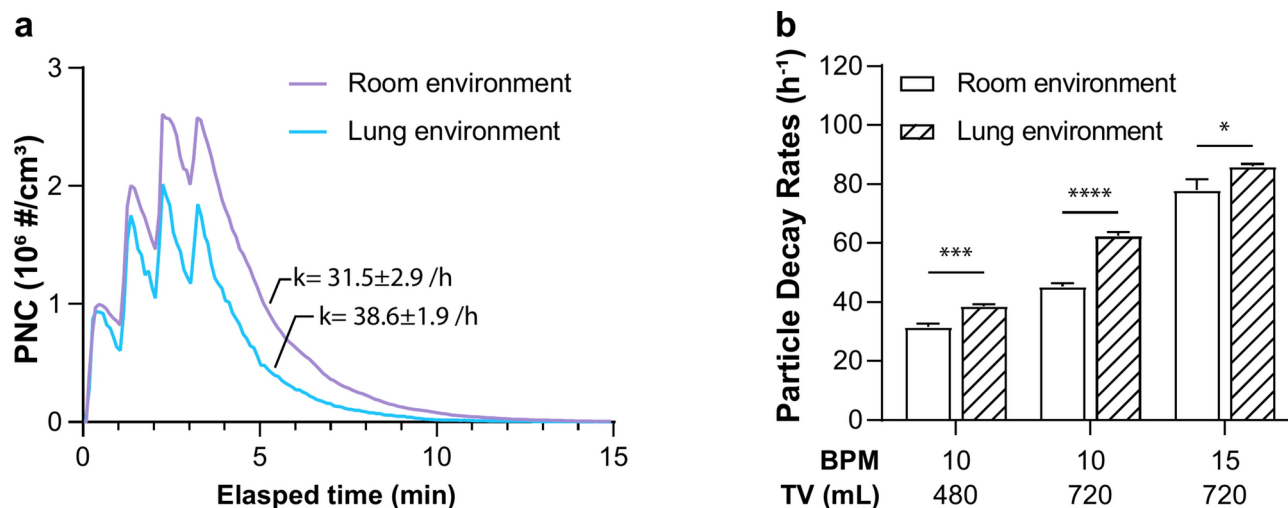 a
PNC (10⁶ #/cm³)
3
2
1
0
Room environment
Lung environment
k= 31.5±2.9 /h
k= 38.6±1.9 /h
0 5 10 15
Elasped time (min)
b
Particle Decay Rates (h⁻¹)
120
100
80
60
40
20
0
Room environment
Lung environment
***
****
*
BPM 10 10 15
TV (mL) 480 720 720